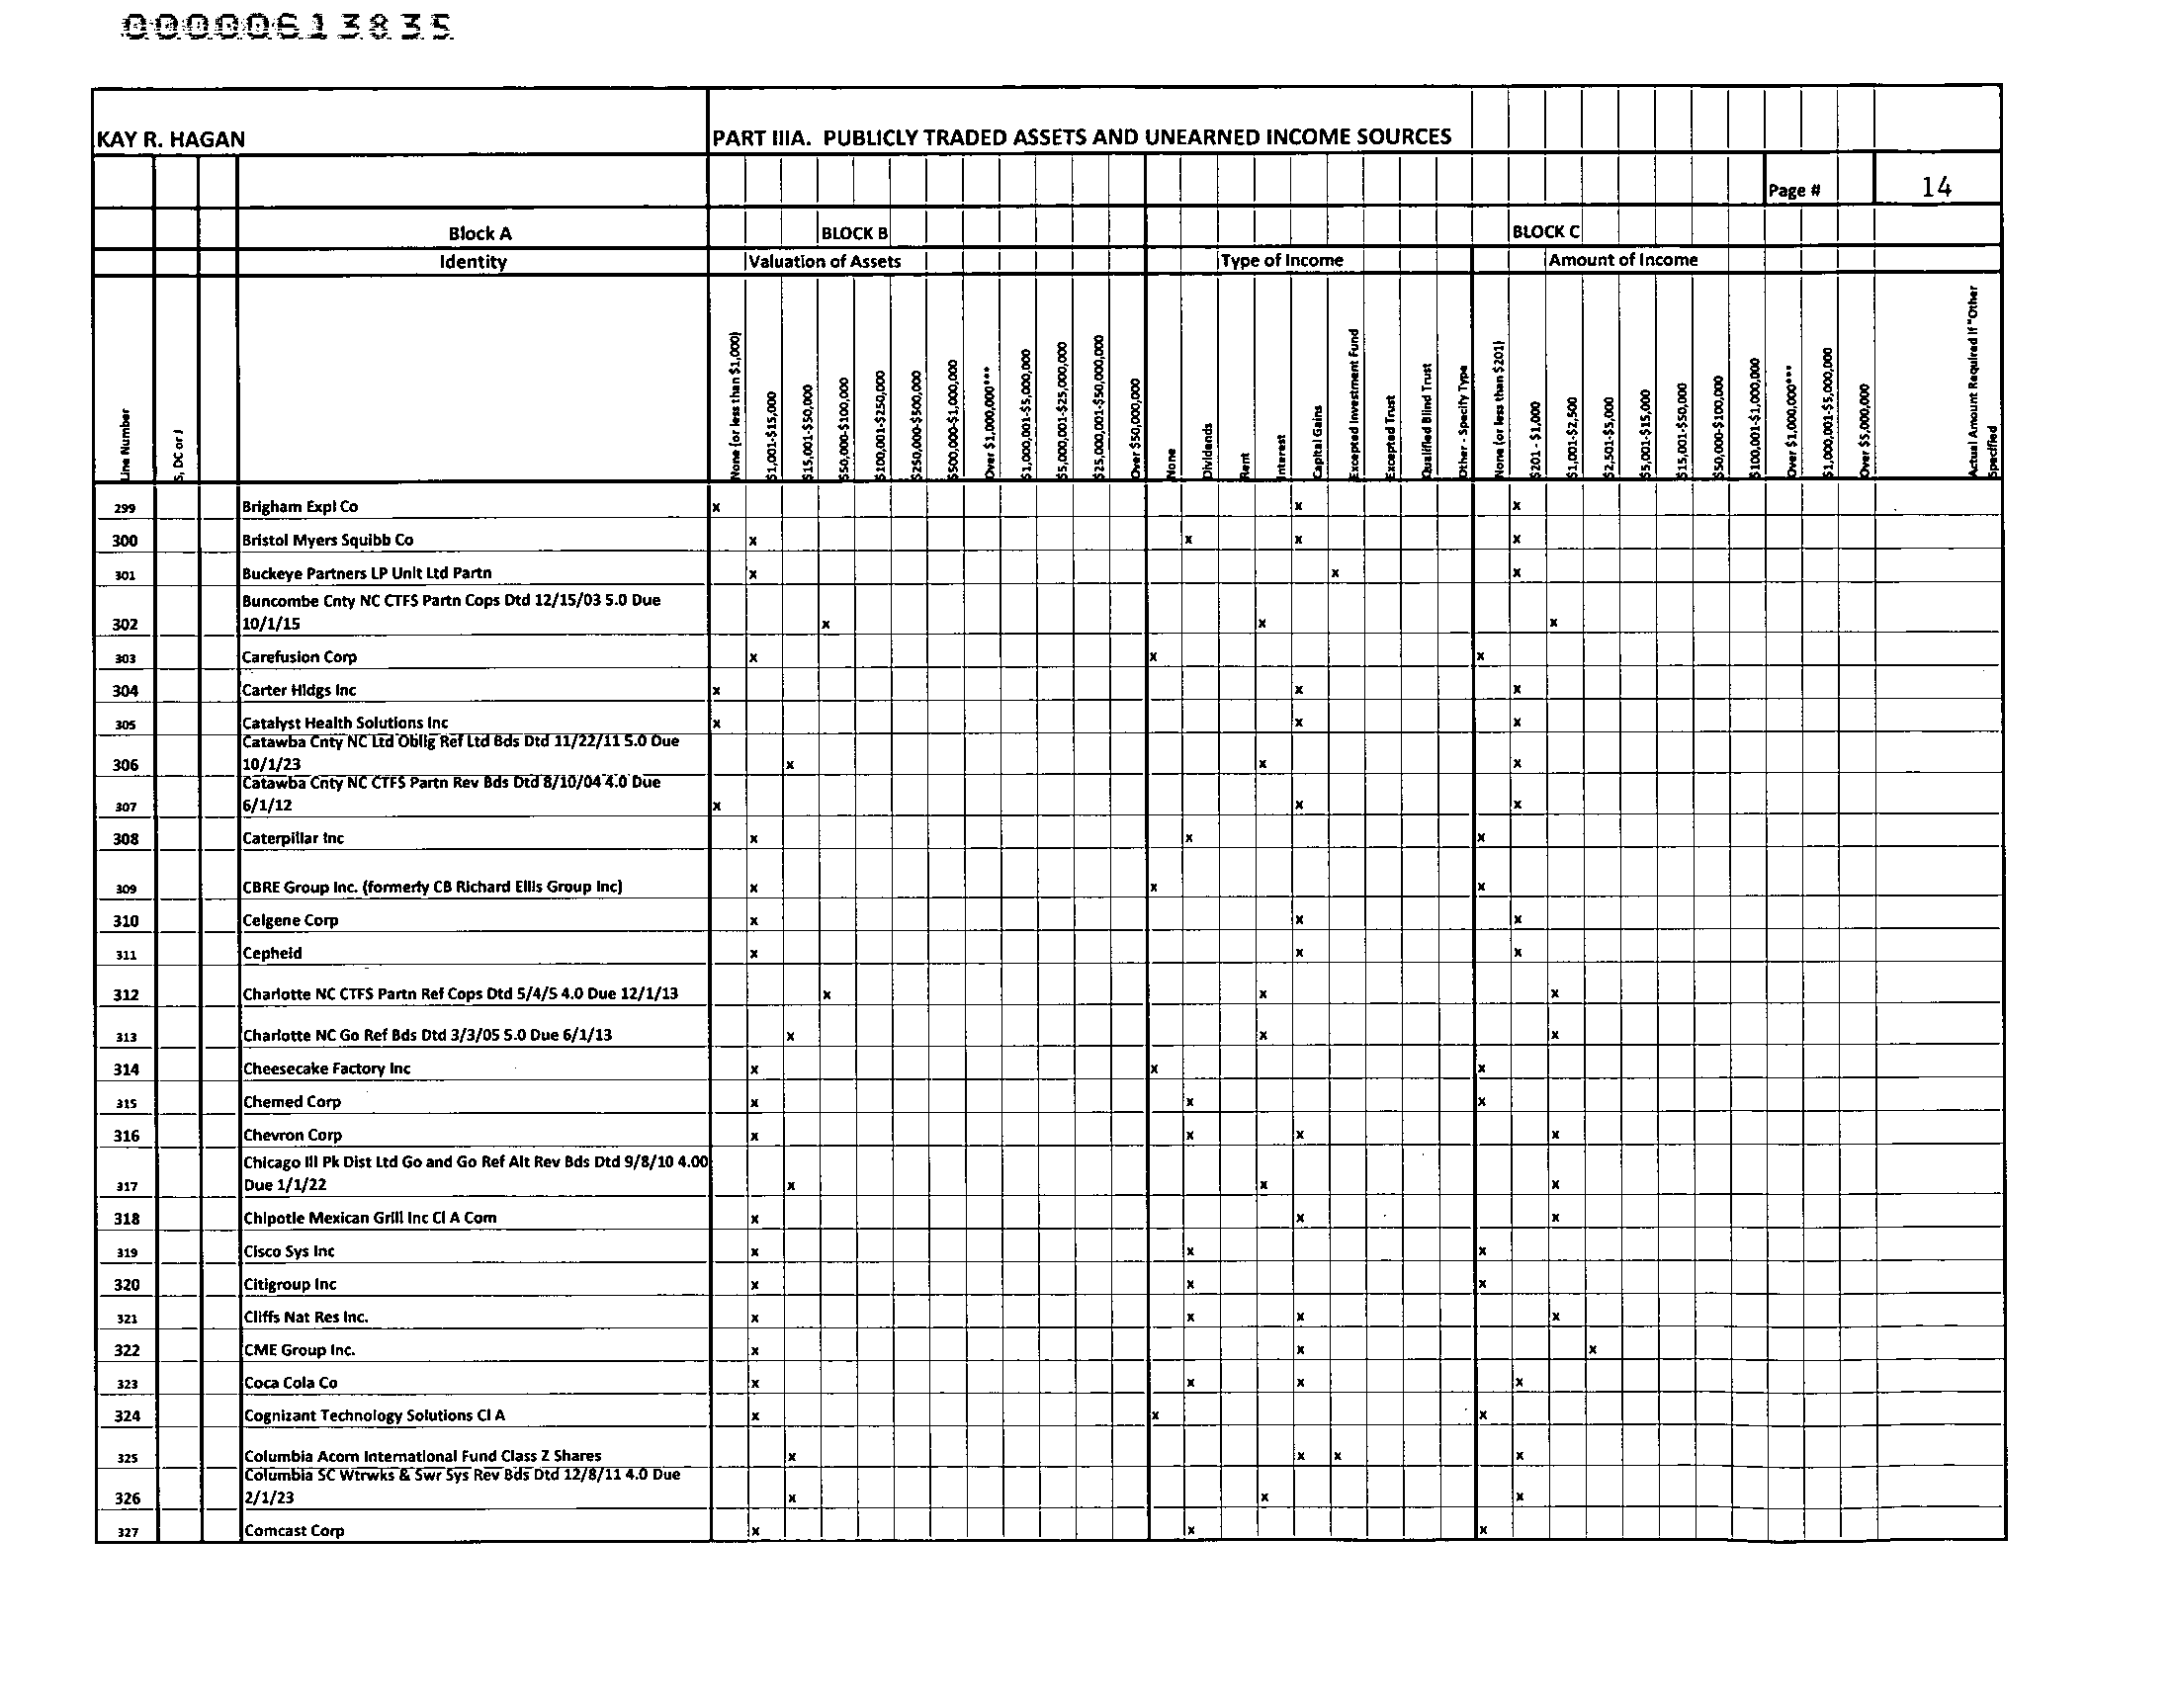 00000613835
KAY R. HAGAN PART IIIA. PUBLICLY TRADED ASSETS AND UNEARNED INCOME SOURCES
Page # 14
Block A BLOCK B BLOCK C
Identity Valuation of Assets Type of Income Amount of Income
Line Number
S, DC or J
None (or less than $1,000)
$1,001-$15,000
$15,001-$50,000
$50,000-$100,000
$100,001-$250,000
$250,000-$500,000
$500,000-$1,000,000
Over $1,000,000***
$1,000,001-$5,000,000
$5,000,001-$25,000,000
$25,000,001-$50,000,000
Over $50,000,000
None
Dividends
Rent
Interest
Capital Gains
Excepted Investment Fund
Excepted Trust
Qualified Blind Trust
Other - Specify Type
None (or less than $201)
$201 - $1,000
$1,001-$2,500
$2,501-$5,000
$5,001-$15,000
$15,001-$50,000
$50,000-$100,000
$100,001-$1,000,000
Over $1,000,000***
$1,000,001-$5,000,000
Over $5,000,000
Actual Amount Required If "Other
Specified
299 Brigham Expl Co x x x
300 Bristol Myers Squibb Co x x x x
301 Buckeye Partners LP Unit Ltd Partn x x x
Buncombe Cnty NC CTFS Partn Cops Dtd 12/15/03 5.0 Due
302 10/1/15 x x x
303 Carefusion Corp x x x
304 Carter Hldgs Inc x x x
305 Catalyst Health Solutions Inc x x x
Catawba Cnty NC Ltd Oblig Ref Ltd Bds Dtd 11/22/11 5.0 Due
306 10/1/23 x x x
Catawba Cnty NC CTFS Partn Rev Bds Dtd 8/10/04 4.0 Due
307 6/1/12 x x x
308 Caterpillar Inc x x x
309 CBRE Group Inc. (formerly CB Richard Ellis Group Inc) x x x
310 Celgene Corp x x x
311 Cepheid x x x
312 Charlotte NC CTFS Partn Ref Cops Dtd 5/4/5 4.0 Due 12/1/13 x x x
313 Charlotte NC Go Ref Bds Dtd 3/3/05 5.0 Due 6/1/13 x x x
314 Cheesecake Factory Inc x x x
315 Chemed Corp x x x
316 Chevron Corp x x x x
Chicago Ill Pk Dist Ltd Go and Go Ref Alt Rev Bds Dtd 9/8/10 4.00
317 Due 1/1/22 x x x
318 Chipotle Mexican Grill Inc Cl A Com x x x
319 Cisco Sys Inc x x x
320 Citigroup Inc x x x
321 Cliffs Nat Res Inc. x x x x
322 CME Group Inc. x x x
323 Coca Cola Co x x x x
324 Cognizant Technology Solutions Cl A x x x
325 Columbia Acorn International Fund Class Z Shares x x x x
Columbia SC Wtrwks & Swr Sys Rev Bds Dtd 12/8/11 4.0 Due
326 2/1/23 x x x
327 Comcast Corp x x x